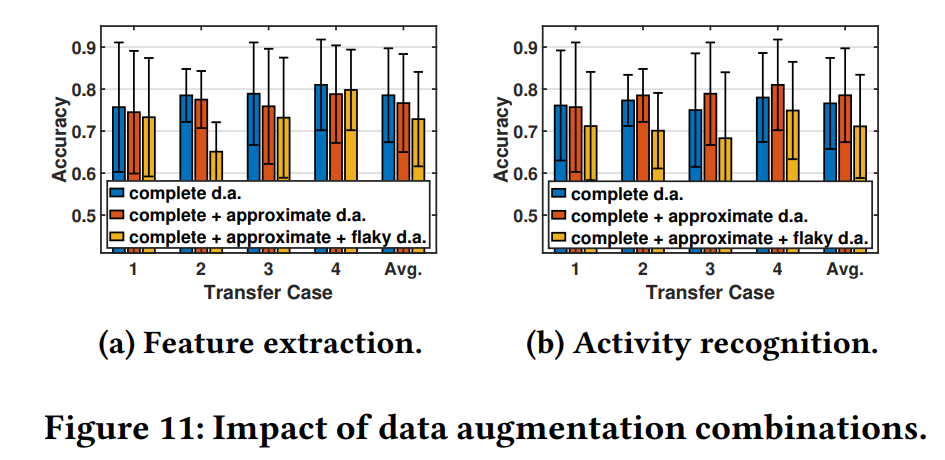 Accuracy
0.9
0.8
0.7
0.6
0.5
complete d.a.
complete + approximate d.a.
complete + approximate + flaky d.a.
1 2 3 4 Avg.
Transfer Case
(a) Feature extraction.
Accuracy
0.9
0.8
0.7
0.6
0.5
complete d.a.
complete + approximate d.a.
complete + approximate + flaky d.a.
1 2 3 4 Avg.
Transfer Case
(b) Activity recognition.
Figure 11: Impact of data augmentation combinations.